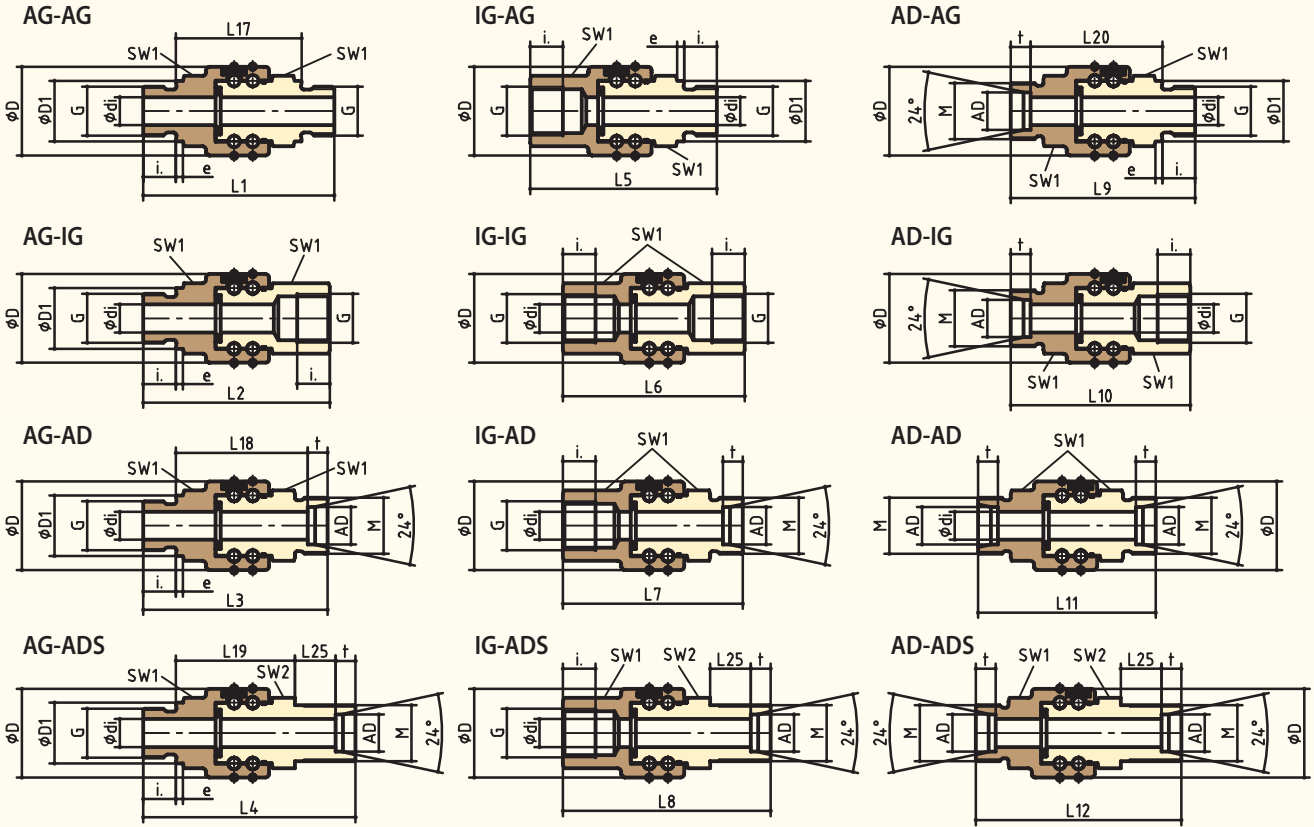 AG-AG
L17
SW1
SW1
øD
øD1
G
ødi
G
i.
e
L1
IG-AG
i.
SW1
e
i.
øD
G
ødi
G
øD1
SW1
L5
AD-AG
t
L20
SW1
øD
24°
M
AD
ødi
G
øD1
SW1
e
i.
L9
AG-IG
SW1
SW1
øD
øD1
G
ødi
G
i.
e
i.
L2
IG-IG
i.
SW1
i.
øD
G
ødi
G
L6
AD-IG
t
i.
øD
24°
M
AD
ødi
G
SW1
SW1
L10
AG-AD
L18
t
SW1
SW1
øD
øD1
G
ødi
AD
M
24°
i.
e
L3
IG-AD
i.
SW1
t
øD
G
ødi
AD
M
24°
L7
AD-AD
t
SW1
t
M
AD
ødi
AD
M
24°
øD
L11
AG-ADS
L19
L25
t
SW1
SW2
øD
øD1
G
ødi
AD
M
24°
i.
e
L4
IG-ADS
i.
SW1
SW2
L25
t
øD
G
ødi
AD
M
24°
L8
AD-ADS
t
SW1
SW2
L25
t
24°
M
AD
AD
M
24°
øD
L12